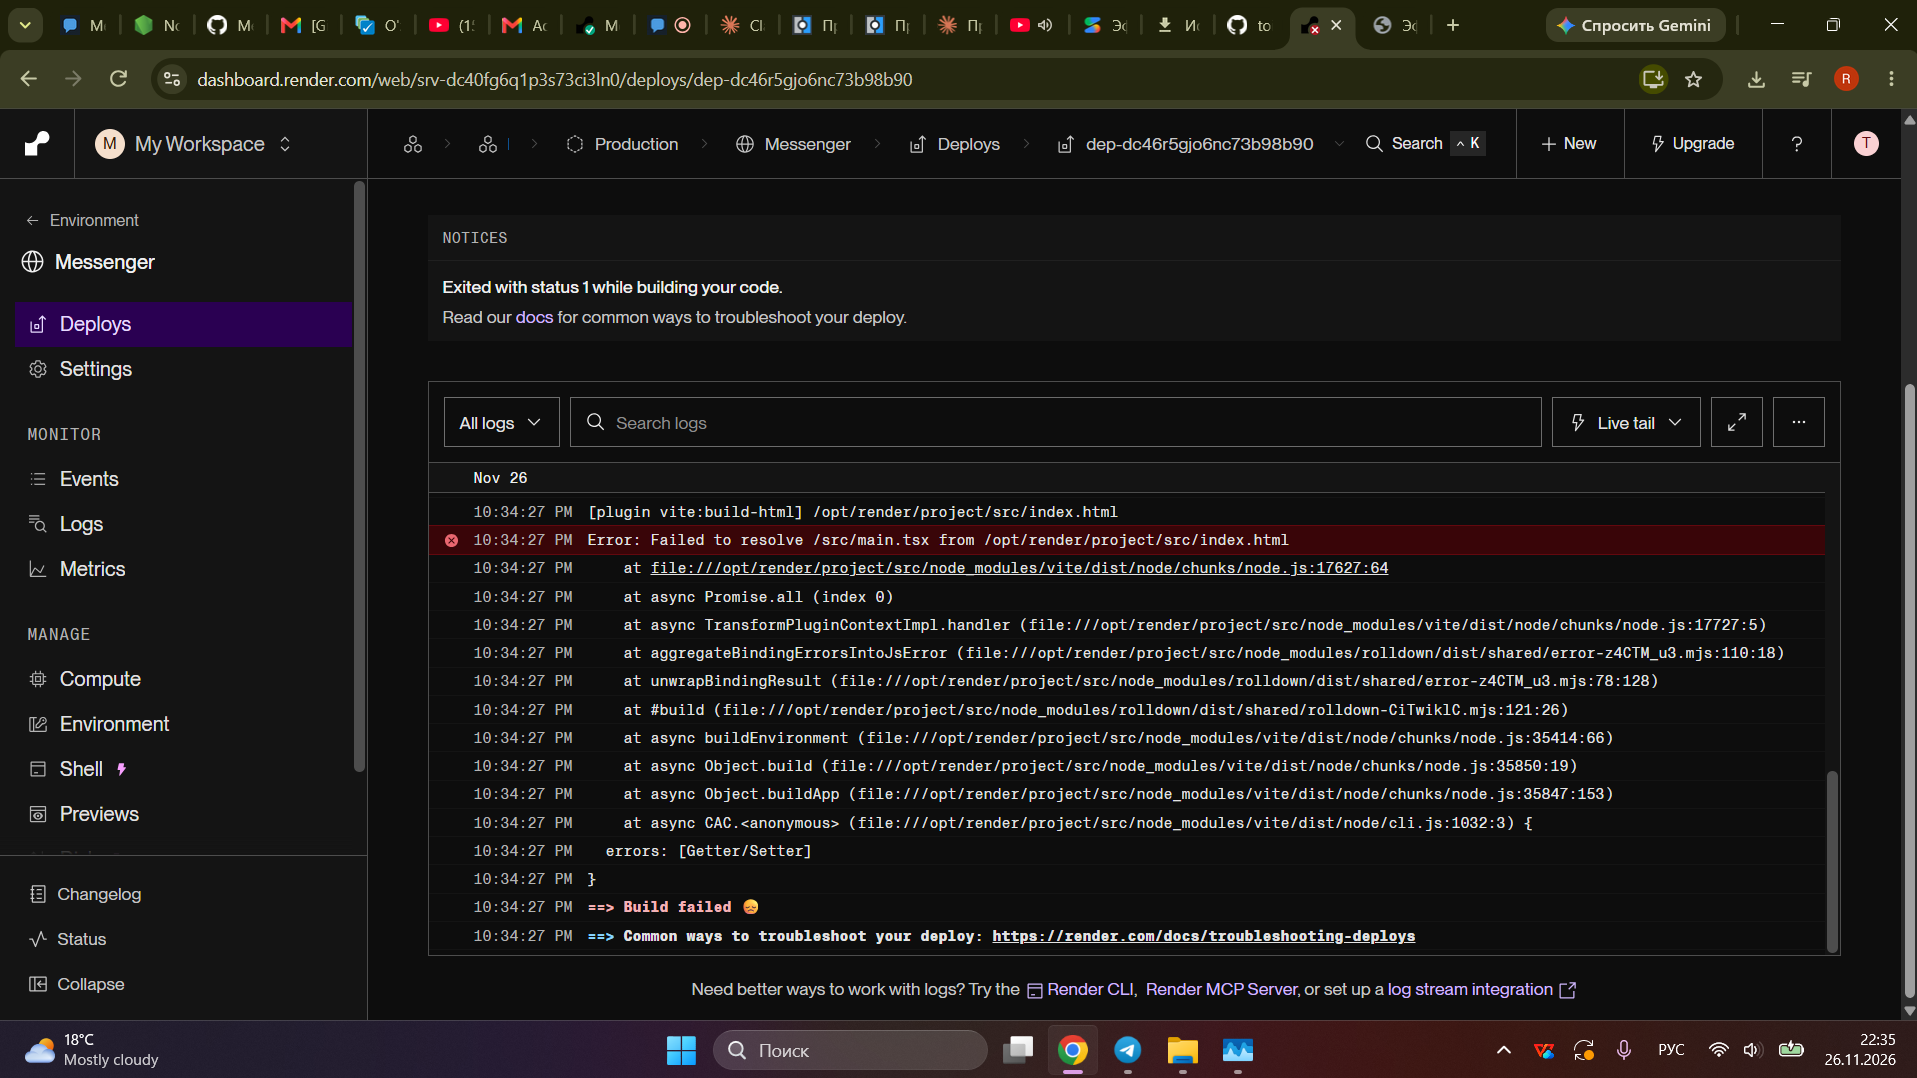 Спросить Gemini
dashboard.render.com/web/srv-dc40fg6q1p3s73ci3ln0/deploys/dep-dc46r5gjo6nc73b98b90
R
M My Workspace
Production
Messenger
Deploys
dep-dc46r5gjo6nc73b98b90
Search ^ K
+ New
Upgrade
?
T
← Environment
Messenger
Deploys
Settings
MONITOR
Events
Logs
Metrics
MANAGE
Compute
Environment
Shell
Previews
Changelog
Status
Collapse
NOTICES
Exited with status 1 while building your code.
Read our docs for common ways to troubleshoot your deploy.
All logs
Search logs
Live tail
...
Nov 26
10:34:27 PM [plugin vite:build-html] /opt/render/project/src/index.html
10:34:27 PM Error: Failed to resolve /src/main.tsx from /opt/render/project/src/index.html
10:34:27 PM at file:///opt/render/project/src/node_modules/vite/dist/node/chunks/node.js:17627:64
10:34:27 PM at async Promise.all (index 0)
10:34:27 PM at async TransformPluginContextImpl.handler (file:///opt/render/project/src/node_modules/vite/dist/node/chunks/node.js:17727:5)
10:34:27 PM at aggregateBindingErrorsIntoJsError (file:///opt/render/project/src/node_modules/rolldown/dist/shared/error-z4CTM_u3.mjs:110:18)
10:34:27 PM at unwrapBindingResult (file:///opt/render/project/src/node_modules/rolldown/dist/shared/error-z4CTM_u3.mjs:78:128)
10:34:27 PM at #build (file:///opt/render/project/src/node_modules/rolldown/dist/shared/rolldown-CiTwiklC.mjs:121:26)
10:34:27 PM at async buildEnvironment (file:///opt/render/project/src/node_modules/vite/dist/node/chunks/node.js:35414:66)
10:34:27 PM at async Object.build (file:///opt/render/project/src/node_modules/vite/dist/node/chunks/node.js:35850:19)
10:34:27 PM at async Object.buildApp (file:///opt/render/project/src/node_modules/vite/dist/node/chunks/node.js:35847:153)
10:34:27 PM at async CAC.<anonymous> (file:///opt/render/project/src/node_modules/vite/dist/node/cli.js:1032:3) {
10:34:27 PM errors: [Getter/Setter]
10:34:27 PM }
10:34:27 PM ==> Build failed 😞
10:34:27 PM ==> Common ways to troubleshoot your deploy: https://render.com/docs/troubleshooting-deploys
Need better ways to work with logs? Try the Render CLI, Render MCP Server, or set up a log stream integration
18°C
Mostly cloudy
Поиск
РУС
22:35
26.11.2026